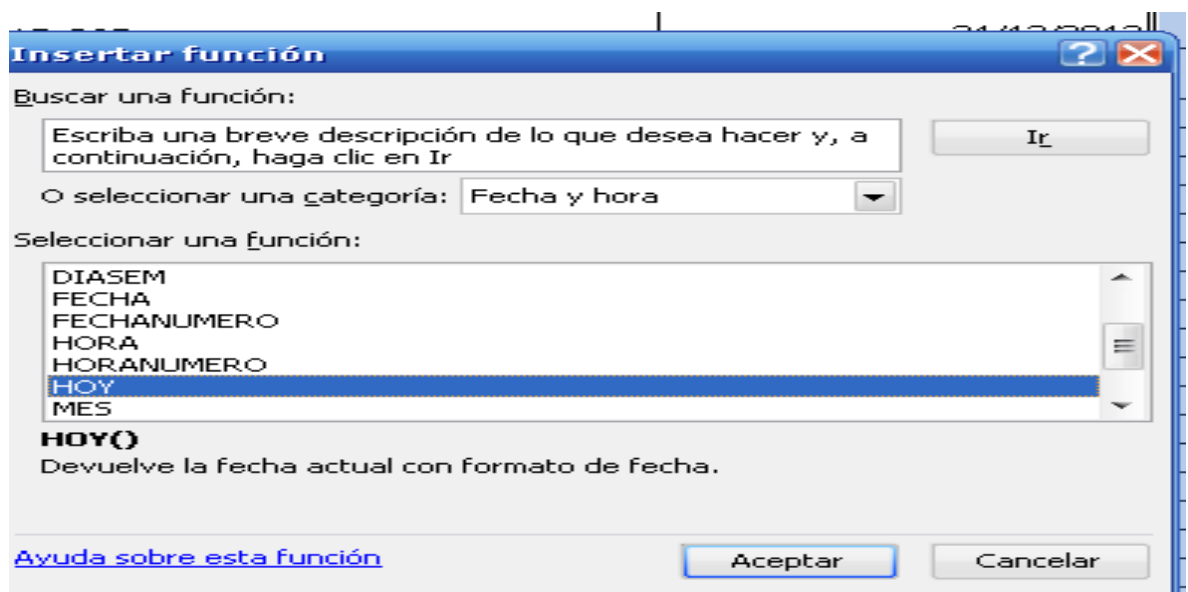 Insertar función
Buscar una función:
Escriba una breve descripción de lo que desea hacer y, a
continuación, haga clic en Ir
Ir
O seleccionar una categoría: Fecha y hora
Seleccionar una función:
DIASEM
FECHA
FECHANUMERO
HORA
HORANUMERO
HOY
MES
HOY()
Devuelve la fecha actual con formato de fecha.
Ayuda sobre esta función
Aceptar
Cancelar